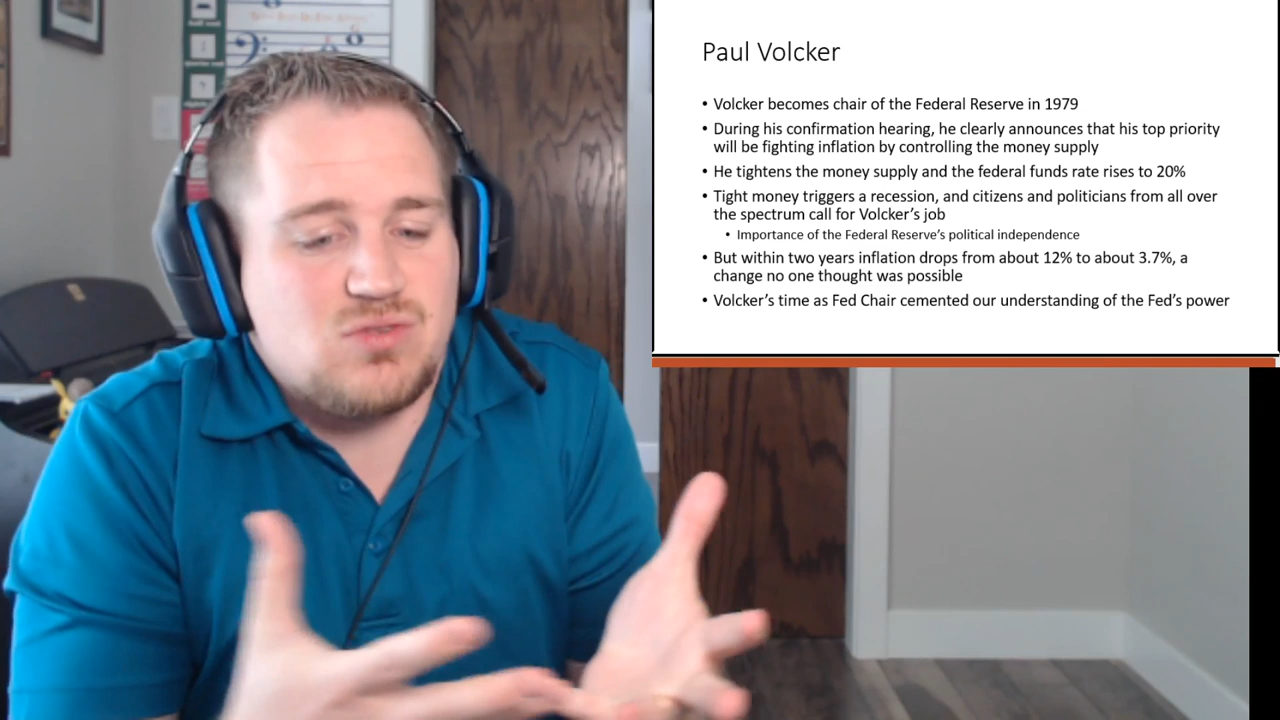 Paul Volcker
• Volcker becomes chair of the Federal Reserve in 1979
• During his confirmation hearing, he clearly announces that his top priority
will be fighting inflation by controlling the money supply
• He tightens the money supply and the federal funds rate rises to 20%
• Tight money triggers a recession, and citizens and politicians from all over
the spectrum call for Volcker's job
• Importance of the Federal Reserve's political independence
• But within two years inflation drops from about 12% to about 3.7%, a
change no one thought was possible
• Volcker's time as Fed Chair cemented our understanding of the Fed's power